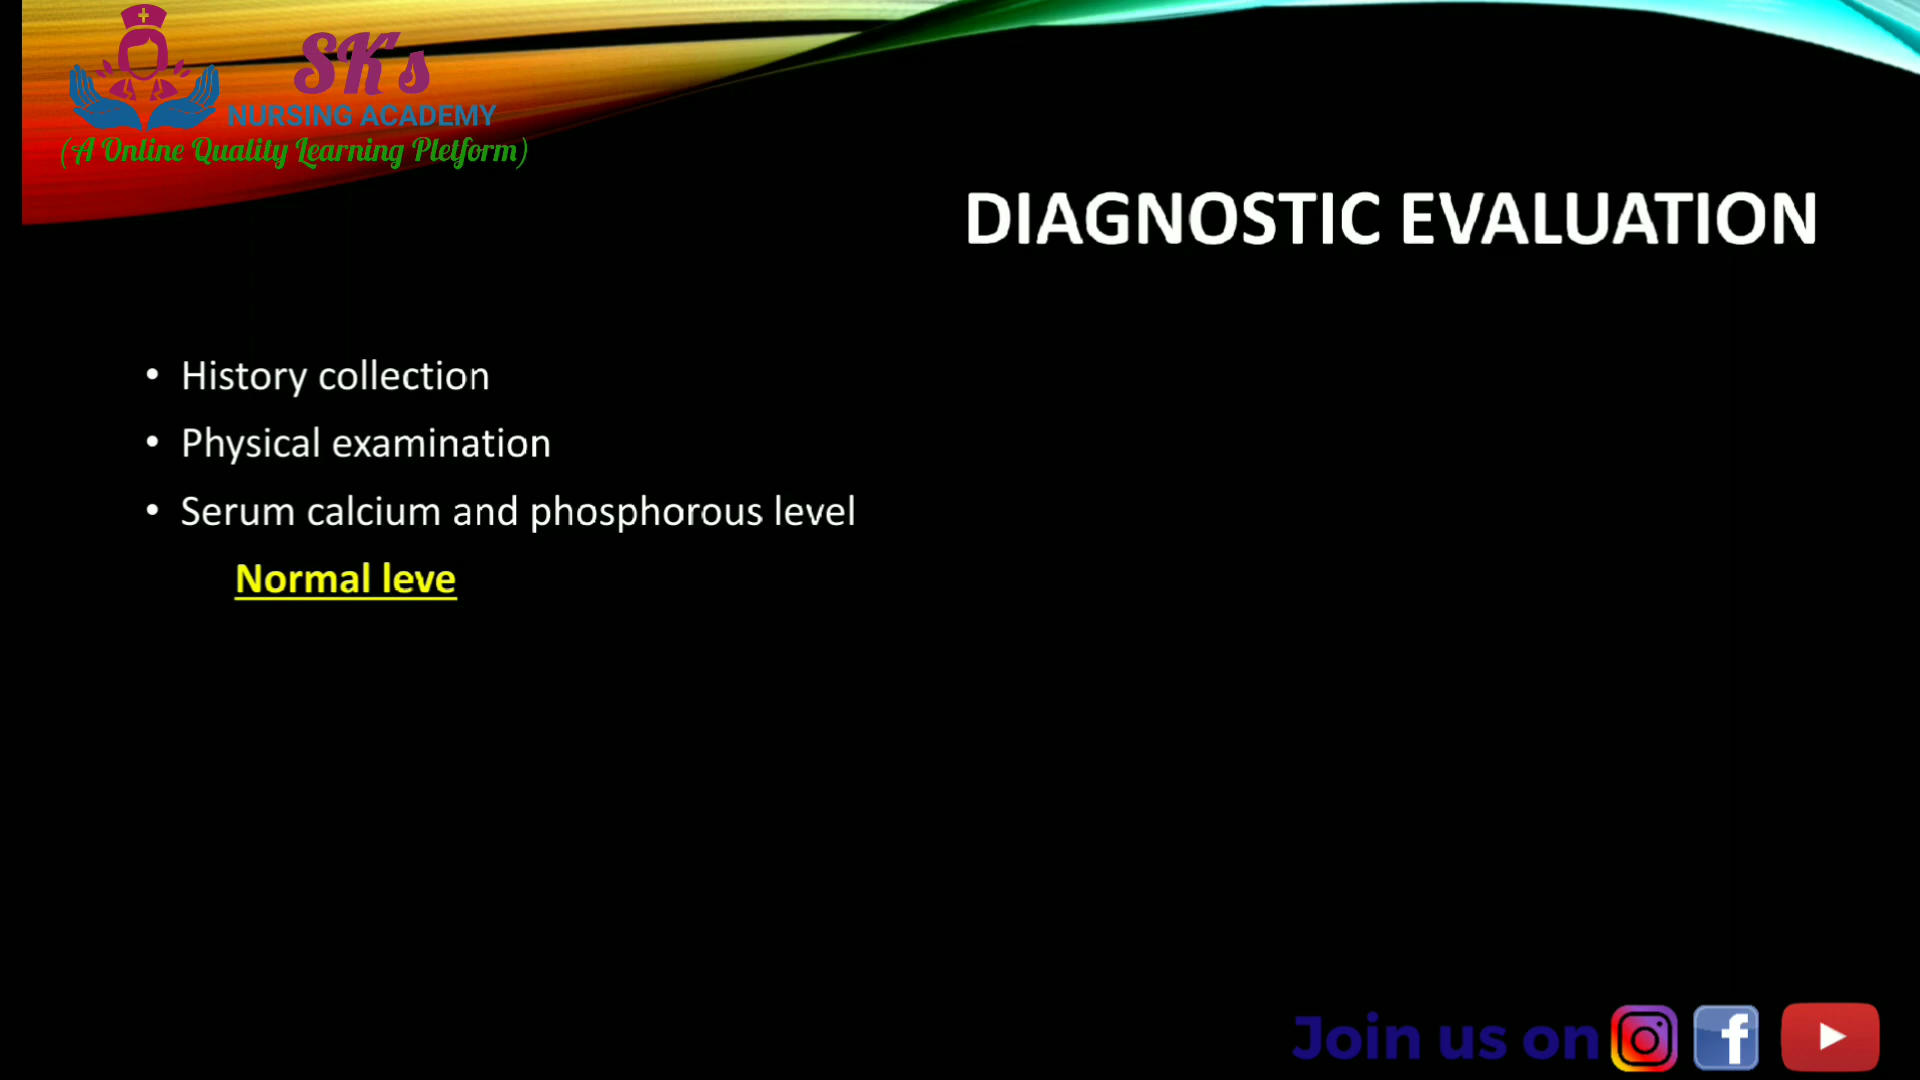 SK's
NURSING ACADEMY
(A Online Quality Learning Pletform)
DIAGNOSTIC EVALUATION
• History collection
• Physical examination
• Serum calcium and phosphorous level
Normal leve
Join us on